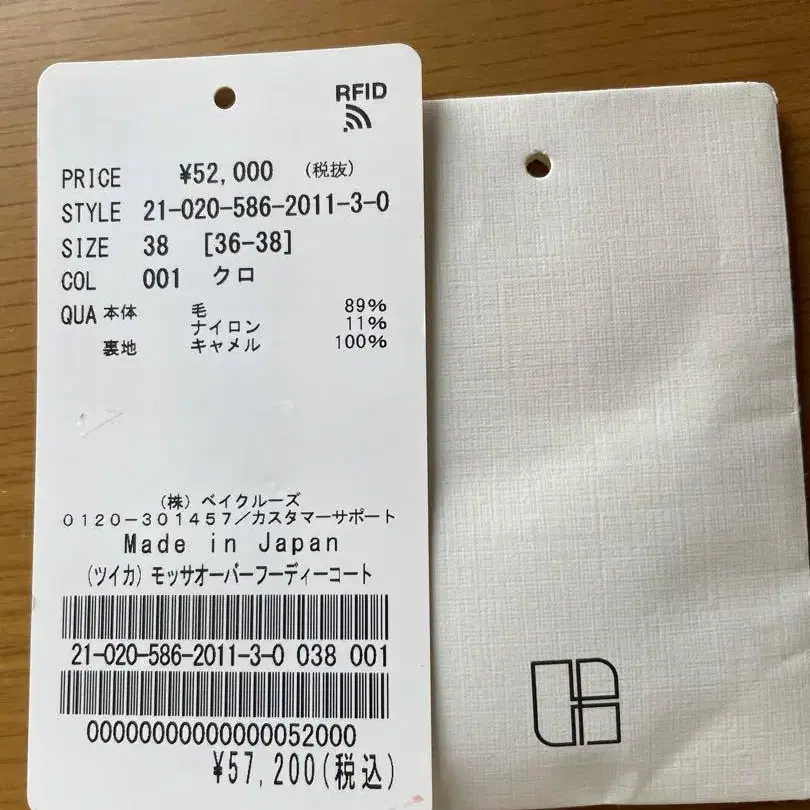 RFID
PRICE ¥52,000 (税抜)
STYLE 21-020-586-2011-3-0
SIZE 38 [36-38]
COL 001 クロ
QUA 本体 毛 89%
ナイロン 11%
裏地 キャメル 100%
(株) ベイクルーズ
0120-301457/カスタマーサポート
Made in Japan
(ツイカ) モッサオーバーフーディーコート
21-020-586-2011-3-0 038 001
00000000000000052000
¥57,200(税込)